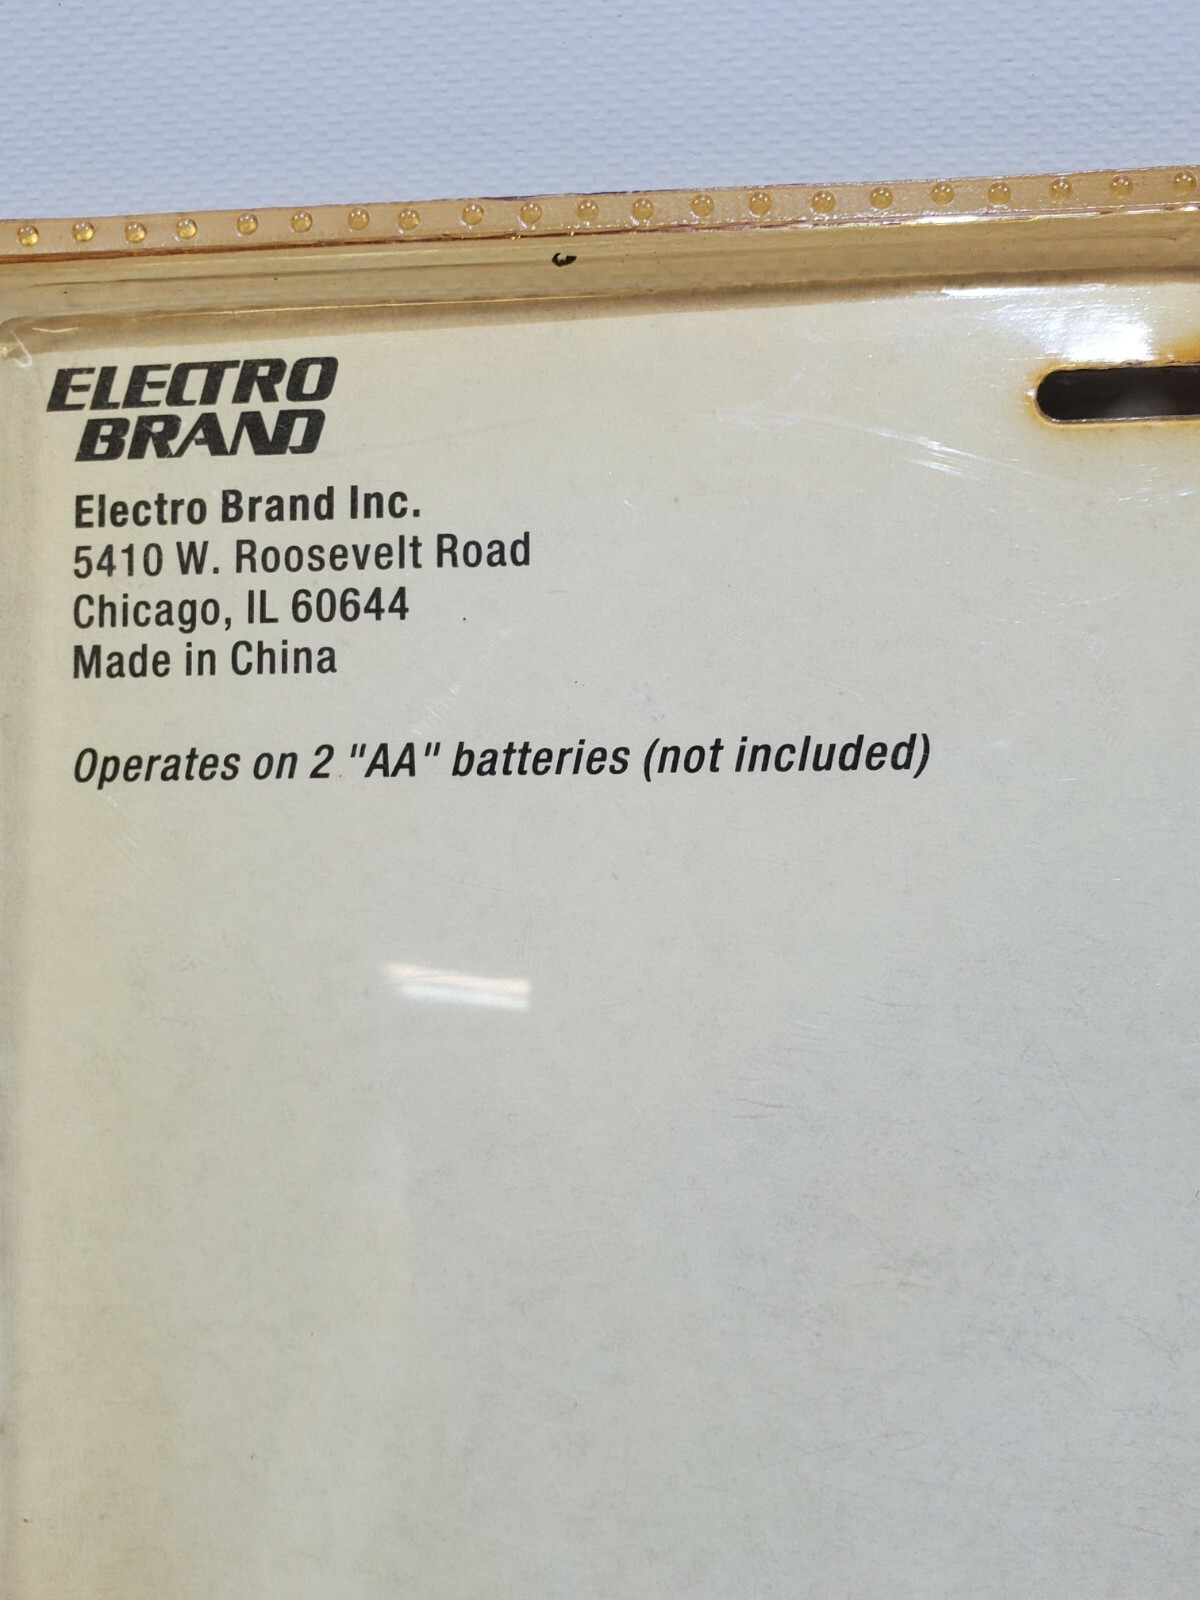 ELECTRO
BRAND
Electro Brand Inc.
5410 W. Roosevelt Road
Chicago, IL 60644
Made in China
Operates on 2 "AA" batteries (not included)